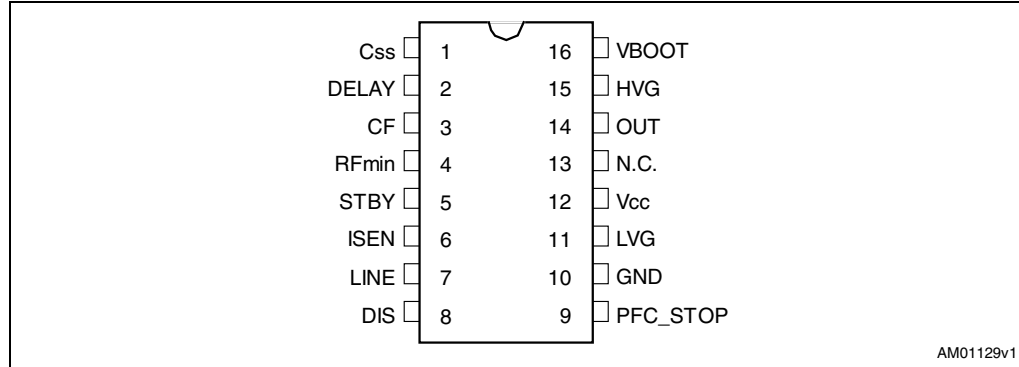 Css 1 16 VBOOT
DELAY 2 15 HVG
CF 3 14 OUT
RFmin 4 13 N.C.
STBY 5 12 Vcc
ISEN 6 11 LVG
LINE 7 10 GND
DIS 8 9 PFC_STOP
AM01129v1